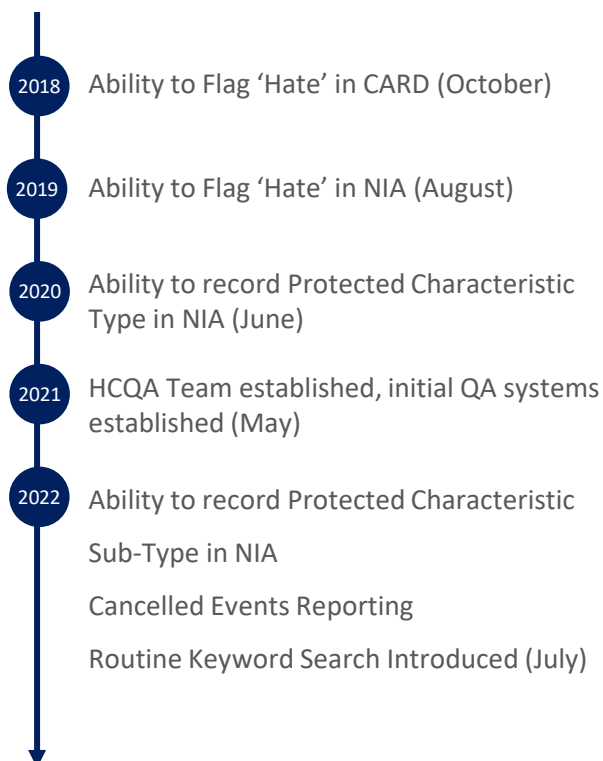 2018
Ability to Flag ‘Hate’ in CARD (October)
2019
Ability to Flag ‘Hate’ in NIA (August)
2020
Ability to record Protected Characteristic
Type in NIA (June)
2021
HCQA Team established, initial QA systems
established (May)
2022
Ability to record Protected Characteristic
Sub-Type in NIA
Cancelled Events Reporting
Routine Keyword Search Introduced (July)